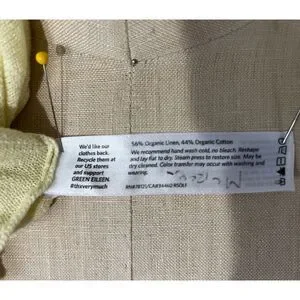 We'd like our
clothes back.
Recycle them at
our US stores
and support
GREEN EILEEN.
#thxverymuch
56% Organic Linen, 44% Organic Cotton
We recommend hand wash cold, no bleach. Reshape
and lay flat to dry. Steam press to restore size. May be
dry cleaned. Color transfer may occur with washing and
wearing.